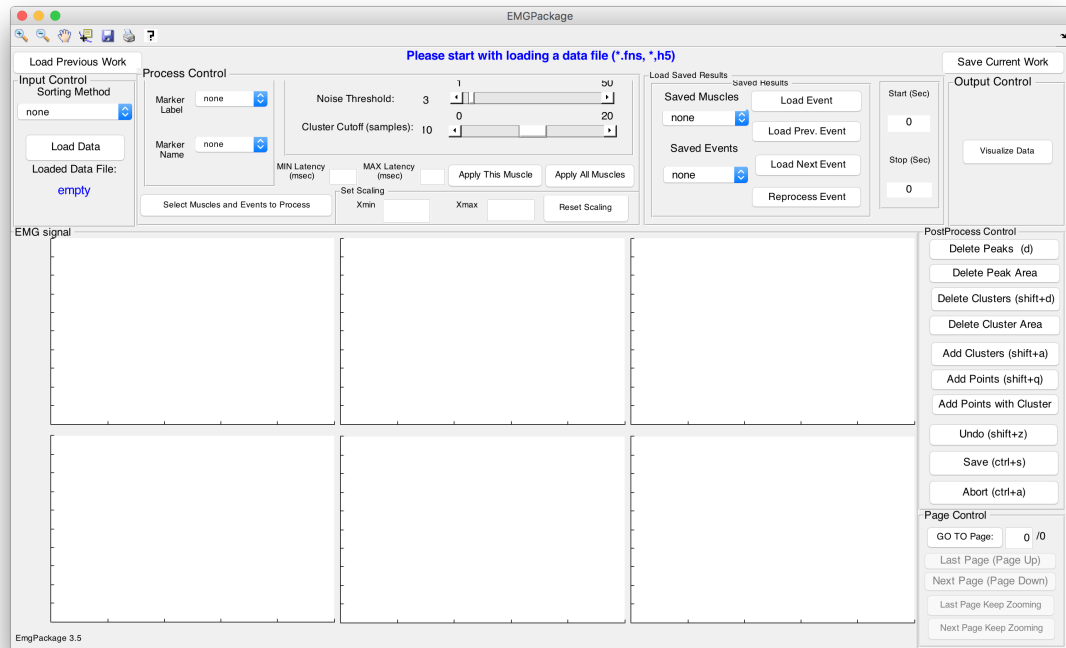 EMGPackage
?
Load Previous Work
Please start with loading a data file (*.fns, *,h5)
Save Current Work
Input Control
Sorting Method
none
Load Data
Loaded Data File:
empty
Process Control
Marker
Label
none
Marker
Name
none
Select Muscles and Events to Process
1
50
Noise Threshold:
3
0
20
Cluster Cutoff (samples):
10
MIN Latency
(msec)
MAX Latency
(msec)
Apply This Muscle
Apply All Muscles
Set Scaling
Xmin
Xmax
Reset Scaling
Load Saved Results
Saved Results
Saved Muscles
none
Saved Events
none
Load Event
Load Prev. Event
Load Next Event
Reprocess Event
Start (Sec)
0
Stop (Sec)
0
Output Control
Visualize Data
EMG signal
PostProcess Control
Delete Peaks (d)
Delete Peak Area
Delete Clusters (shift+d)
Delete Cluster Area
Add Clusters (shift+a)
Add Points (shift+q)
Add Points with Cluster
Undo (shift+z)
Save (ctrl+s)
Abort (ctrl+a)
Page Control
GO TO Page:
0 /0
Last Page (Page Up)
Next Page (Page Down)
Last Page Keep Zooming
Next Page Keep Zooming
EmgPackage 3.5